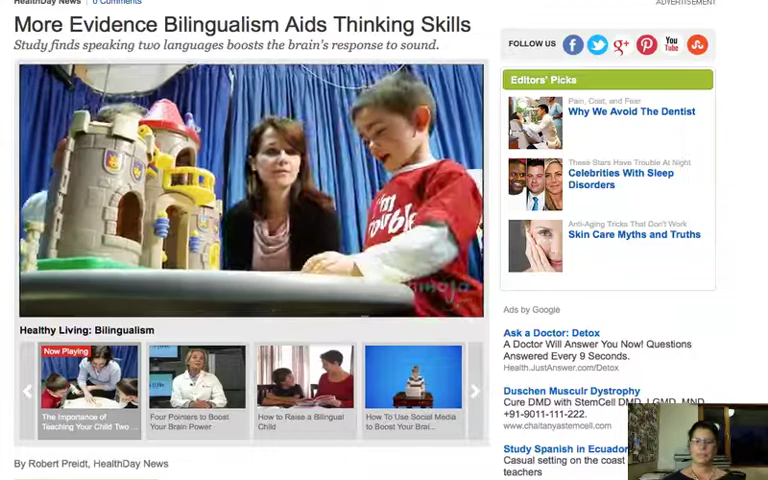 HealthDay News | 0 Comments
ADVERTISEMENT
More Evidence Bilingualism Aids Thinking Skills
Study finds speaking two languages boosts the brain's response to sound.
FOLLOW US
You
Tube
Editors' Picks
Pain, Cost, and Fear
Why We Avoid The Dentist
These Stars Have Trouble At Night
Celebrities With Sleep
Disorders
Anti-Aging Tricks That Don't Work
Skin Care Myths and Truths
I'm
Trouble
Healthy Living: Bilingualism
Now Playing
The Importance of
Teaching Your Child Two ...
Four Pointers to Boost
Your Brain Power
How to Raise a Bilingual
Child
How To Use Social Media
to Boost Your Brai...
Ads by Google
Ask a Doctor: Detox
A Doctor Will Answer You Now! Questions
Answered Every 9 Seconds.
Health.JustAnswer.com/Detox
Duschen Musculr Dystrophy
Cure DMD with StemCell DMD, LGMD, MND
+91-9011-111-222.
www.chaitanyastemcell.com
Study Spanish in Ecuador
Casual setting on the coast
teachers
By Robert Preidt, HealthDay News